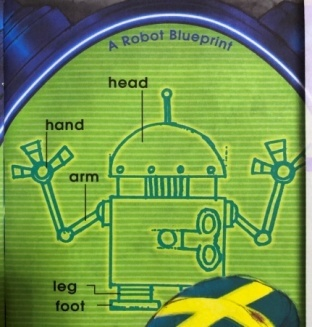 A Robot Blueprint
head
hand
arm
leg
foot